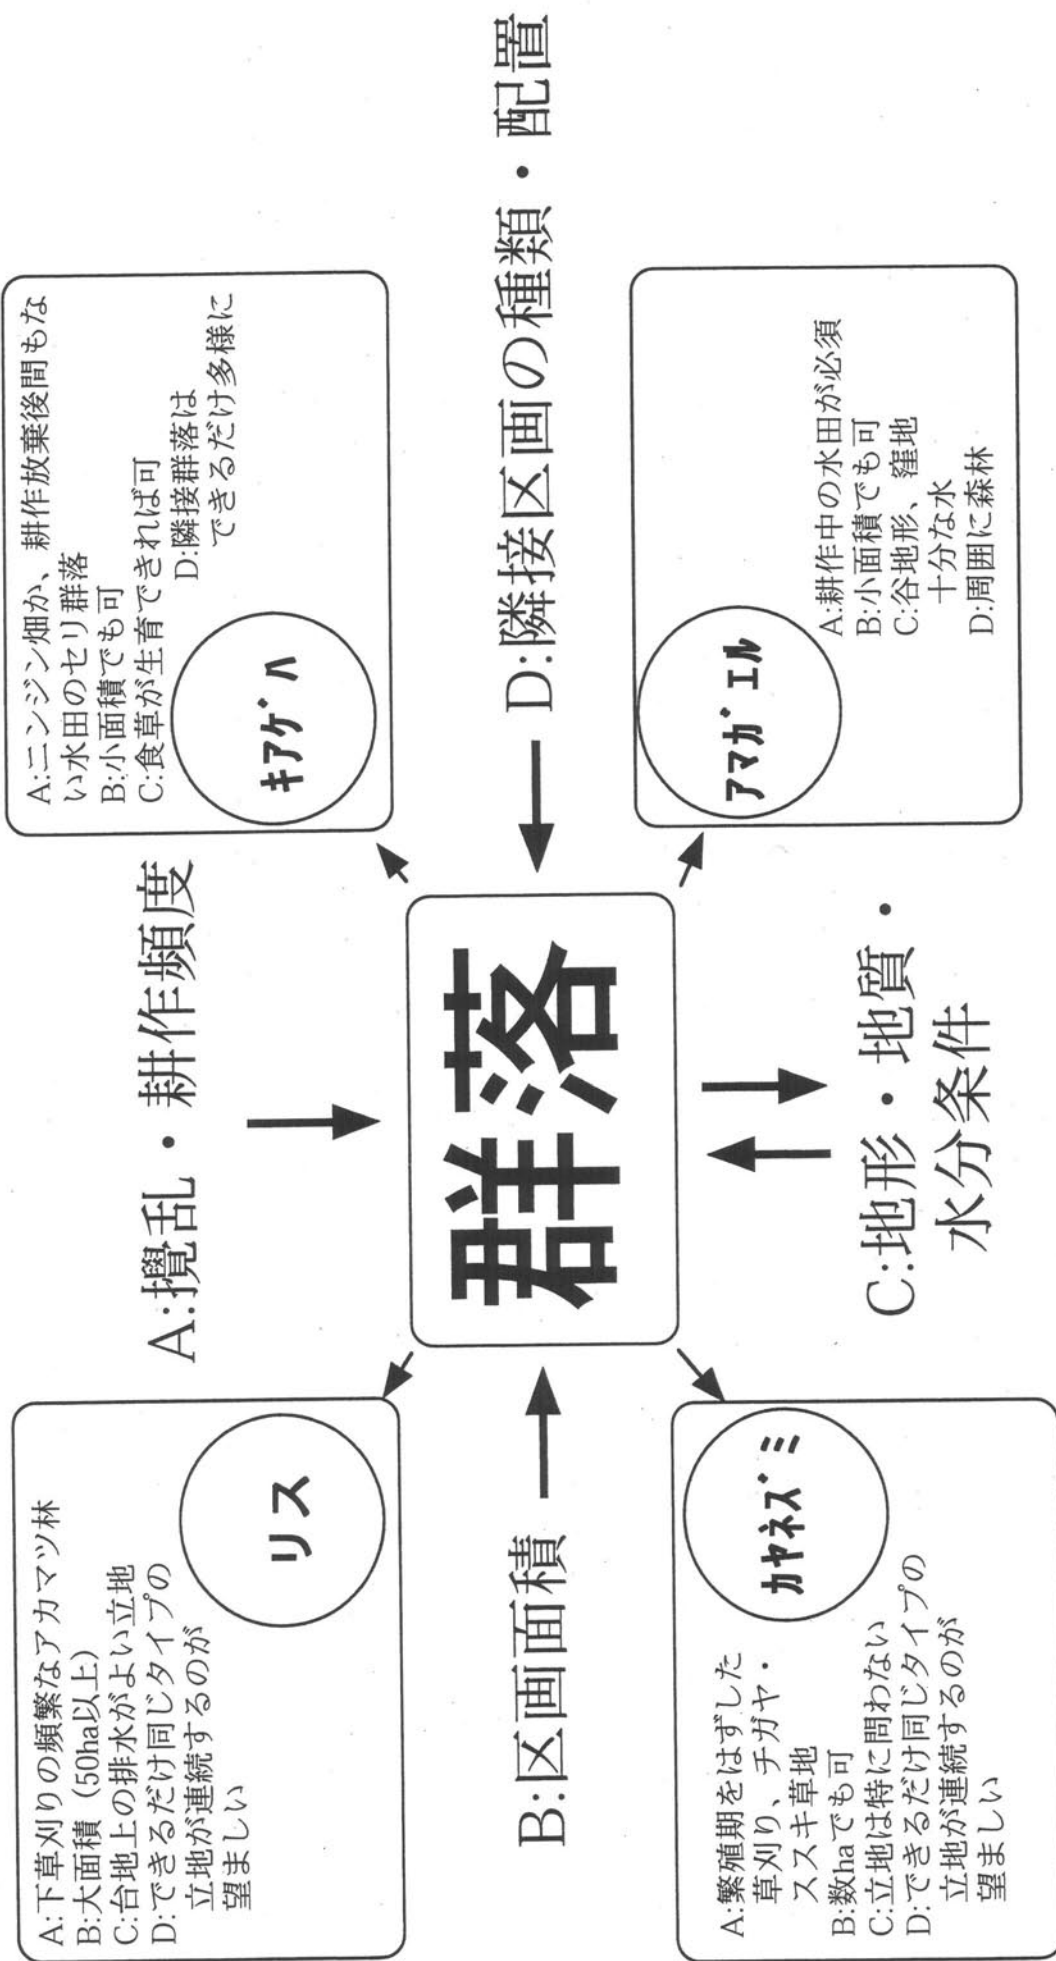 A:下草刈りの頻繁なアカマツ林
B:大面積（50ha以上）
C:台地上の排水がよい立地
D:できるだけ同じタイプの
立地が連続するのが
望ましい
リス
A:攪乱・耕作頻度
A:ニンジン畑か、耕作放棄後間もな
い水田のセリ群落
B:小面積でも可
C:食草が生育できれば可
D:隣接群落は
できるだけ多様に
キアゲハ
B:区画面積
群落
D:隣接区画の種類・配置
カヤネズミ
A:繁殖期をはずした
草刈り、チガヤ・
ススキ草地
B:数haでも可
C:立地は特に問わない
D:できるだけ同じタイプの
立地が連続するのが
望ましい
C:地形・地質・
水分条件
アマガエル
A:耕作中の水田が必須
B:小面積でも可
C:谷地形、窪地
十分な水
D:周囲に森林